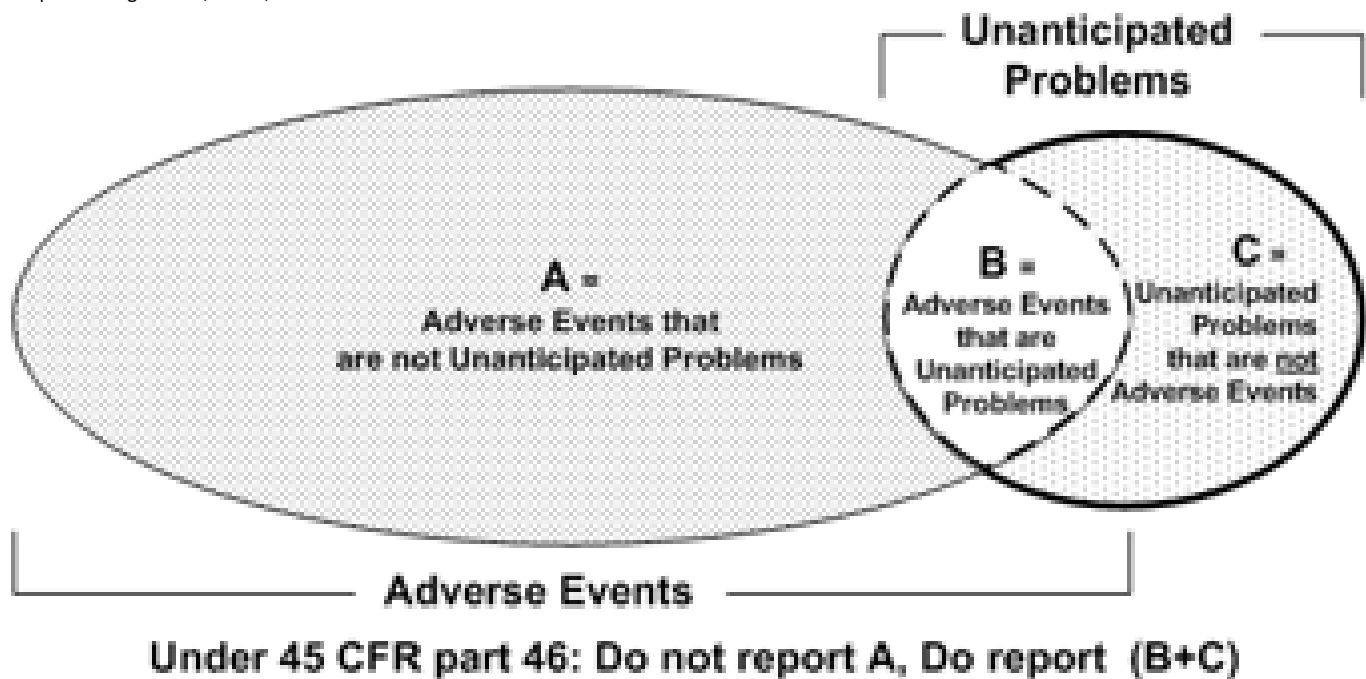 Unanticipated
Problems
A =
Adverse Events that
are not Unanticipated Problems
B =
Adverse Events
that are
Unanticipated
Problems
C =
Unanticipated
Problems
that are not
Adverse Events
Adverse Events
Under 45 CFR part 46: Do not report A, Do report (B+C)